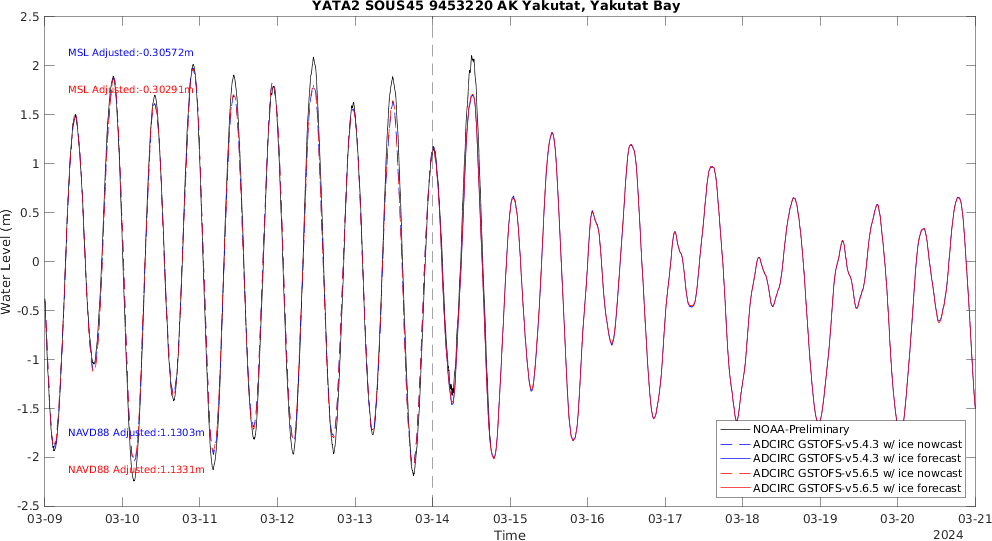 YATA2 SOUS45 9453220 AK Yakutat, Yakutat Bay
2.5
2
1.5
1
0.5
0
-0.5
-1
-1.5
-2
-2.5
Water Level (m)
MSL Adjusted:-0.30572m
MSL Adjusted:-0.30291m
NAVD88 Adjusted:1.1303m
NAVD88 Adjusted:1.1331m
NOAA-Preliminary
ADCIRC GSTOFS-v5.4.3 w/ ice nowcast
ADCIRC GSTOFS-v5.4.3 w/ ice forecast
ADCIRC GSTOFS-v5.6.5 w/ ice nowcast
ADCIRC GSTOFS-v5.6.5 w/ ice forecast
03-09 03-10 03-11 03-12 03-13 03-14 03-15 03-16 03-17 03-18 03-19 03-20 03-21
Time
2024